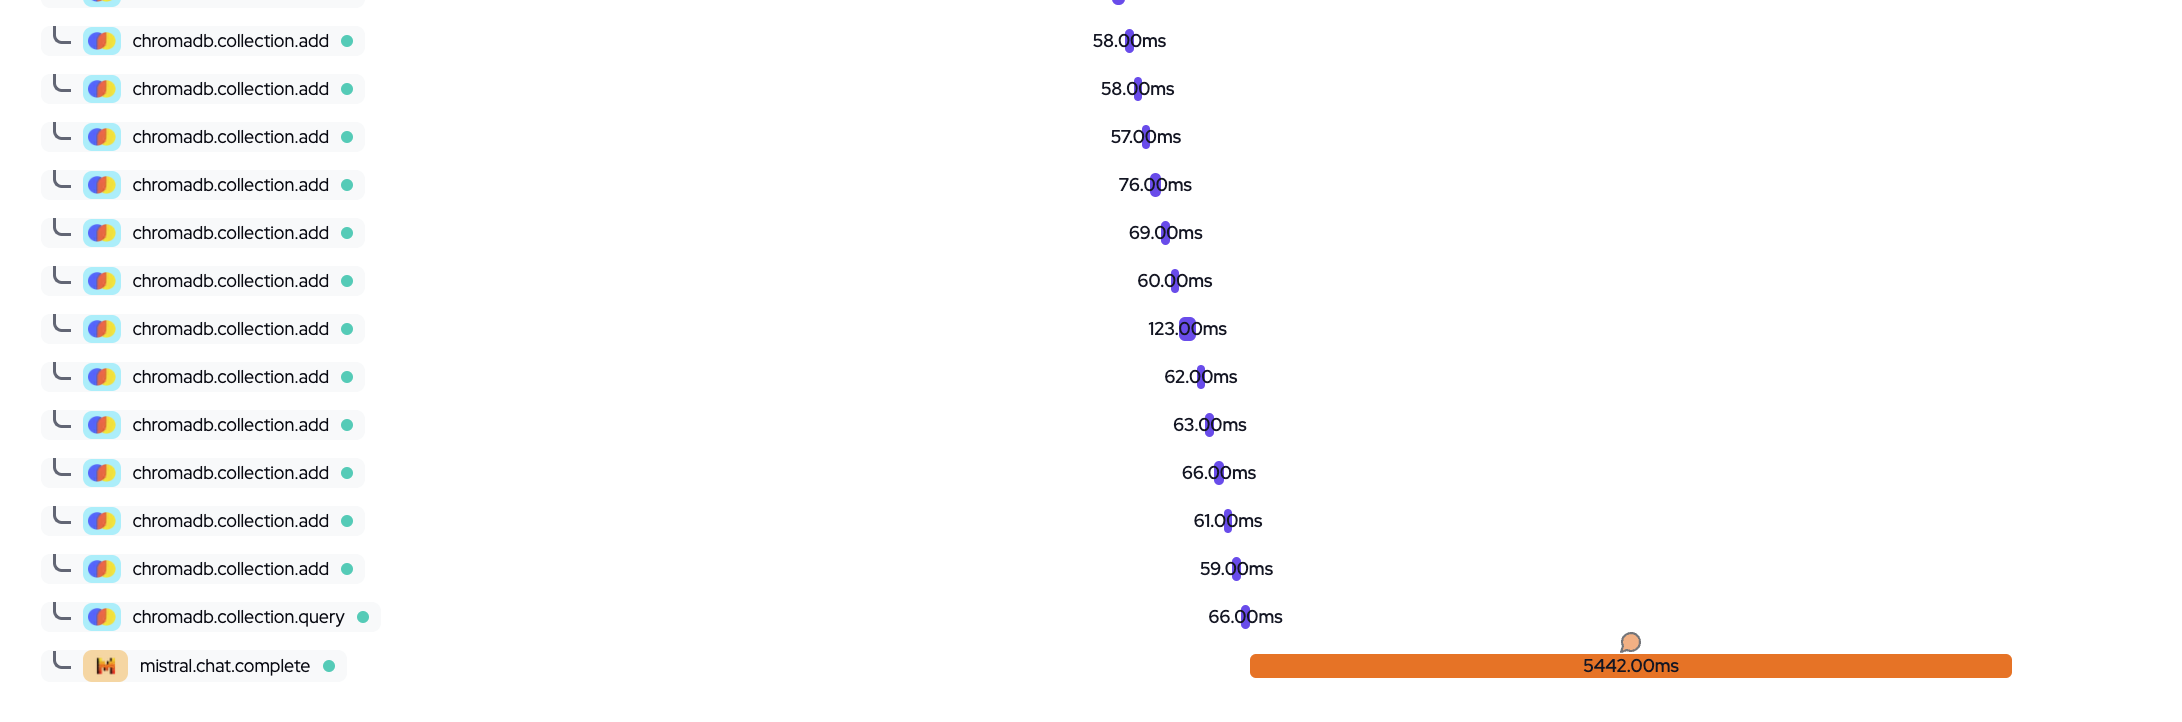 chromadb.collection.add 58.00ms
chromadb.collection.add 58.00ms
chromadb.collection.add 57.00ms
chromadb.collection.add 76.00ms
chromadb.collection.add 69.00ms
chromadb.collection.add 60.00ms
chromadb.collection.add 123.00ms
chromadb.collection.add 62.00ms
chromadb.collection.add 63.00ms
chromadb.collection.add 66.00ms
chromadb.collection.add 61.00ms
chromadb.collection.add 59.00ms
chromadb.collection.query 66.00ms
mistral.chat.complete 5442.00ms